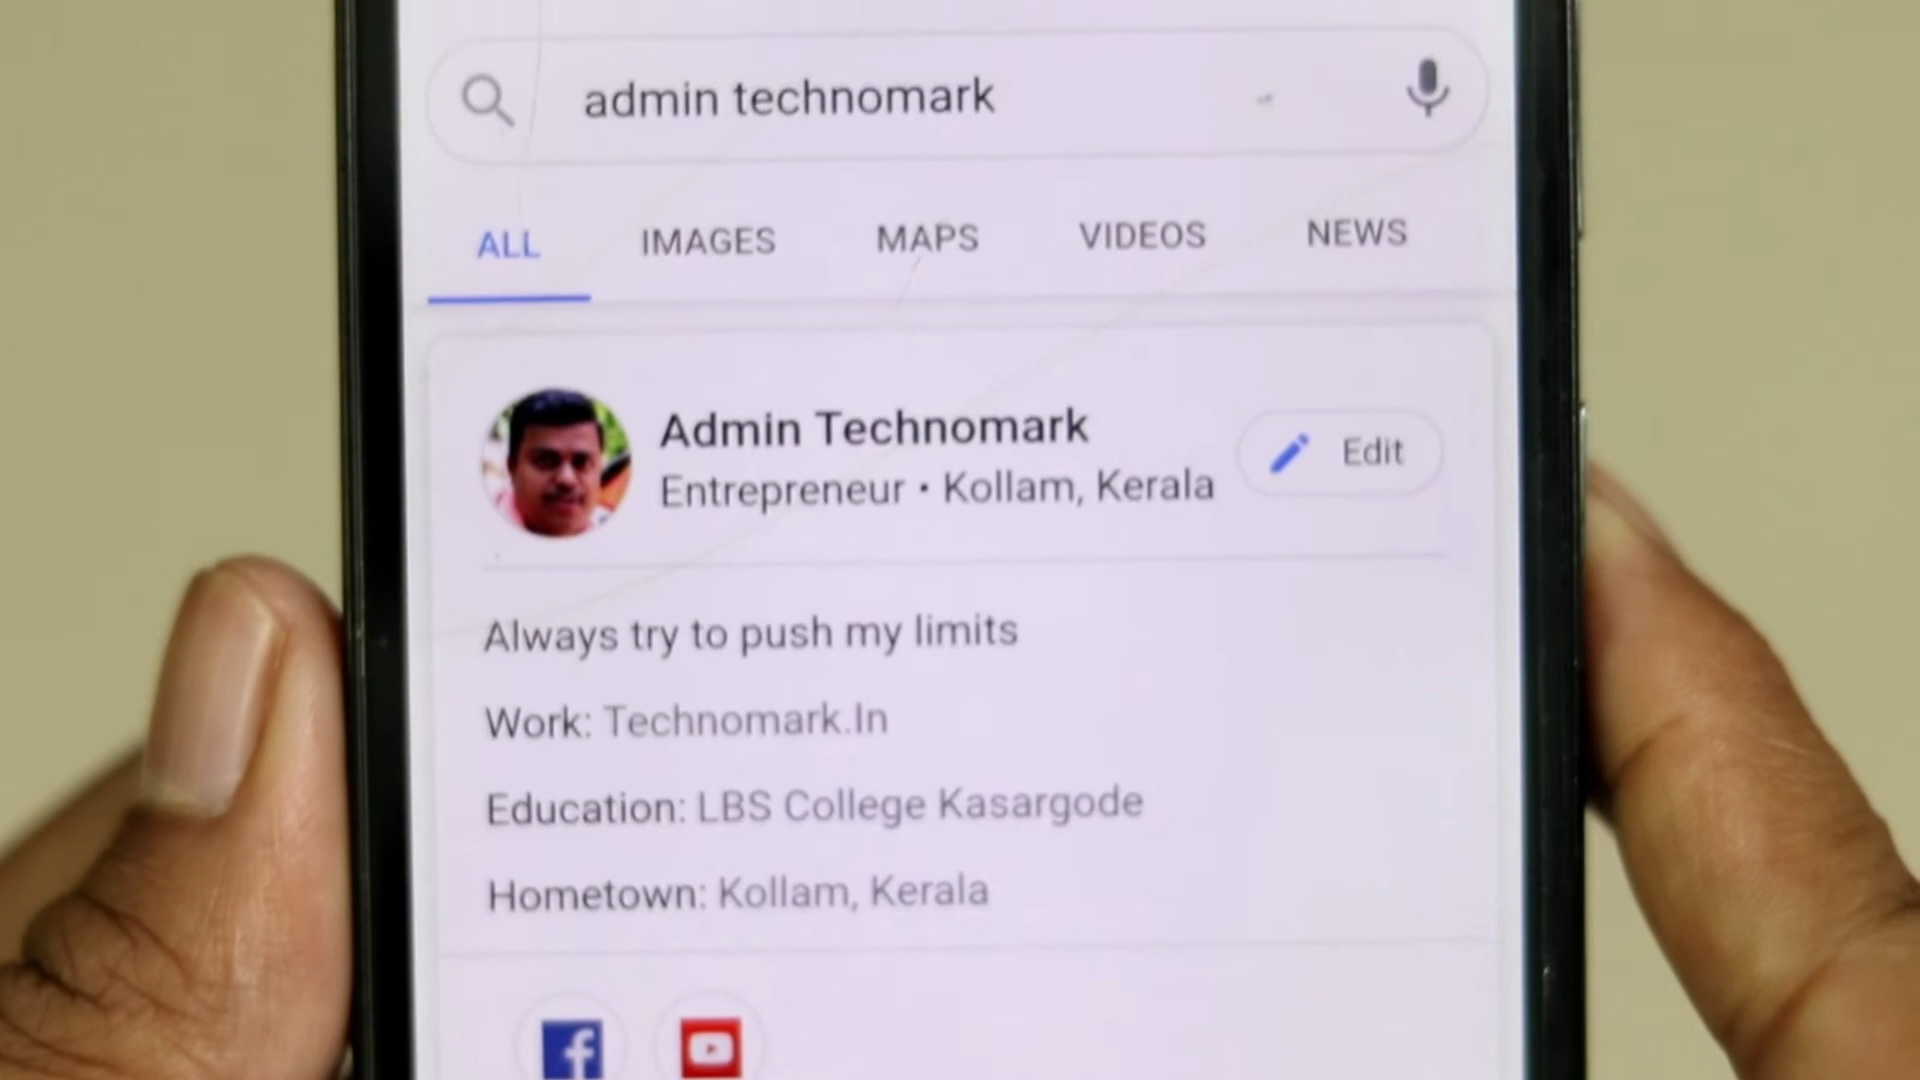 admin technomark
ALL IMAGES MAPS VIDEOS NEWS
Admin Technomark
Entrepreneur • Kollam, Kerala
Edit
Always try to push my limits
Work: Technomark.In
Education: LBS College Kasargode
Hometown: Kollam, Kerala